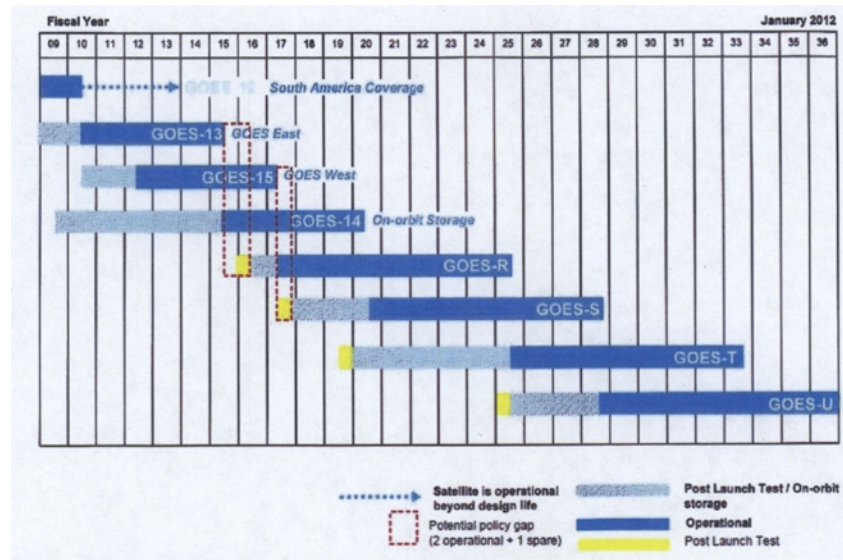 Fiscal Year January 2012
09 10 11 12 13 14 15 16 17 18 19 20 21 22 23 24 25 26 27 28 29 30 31 32 33 34 35 36
GOES 12 South America Coverage
GOES-13 GOES East
GOES-15 GOES West
GOES-14 On-orbit Storage
GOES-R
GOES-S
GOES-T
GOES-U
Satellite is operational
beyond design life
Potential policy gap
(2 operational + 1 spare)
Post Launch Test / On-orbit
storage
Operational
Post Launch Test